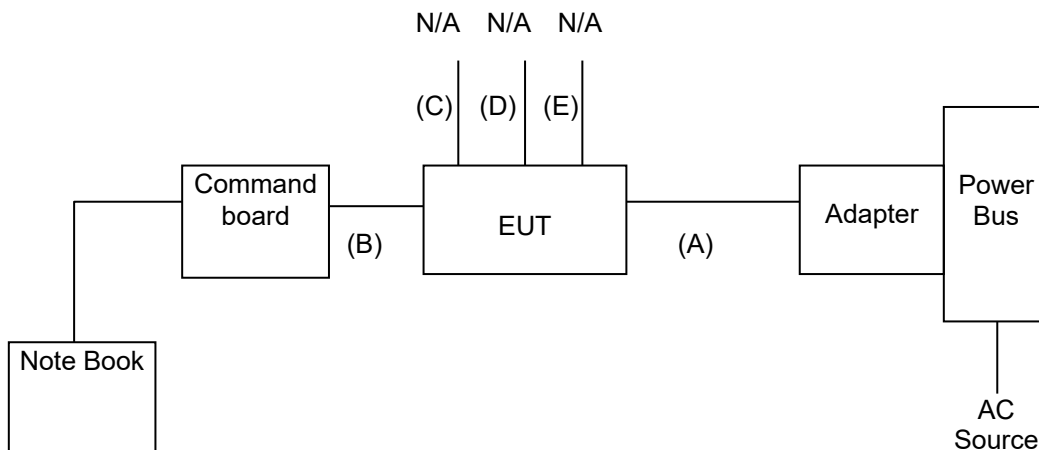 N/A N/A N/A
(C) (D) (E)
Command
board
EUT
Adapter
Power
Bus
(B)
(A)
Note Book
AC
Source